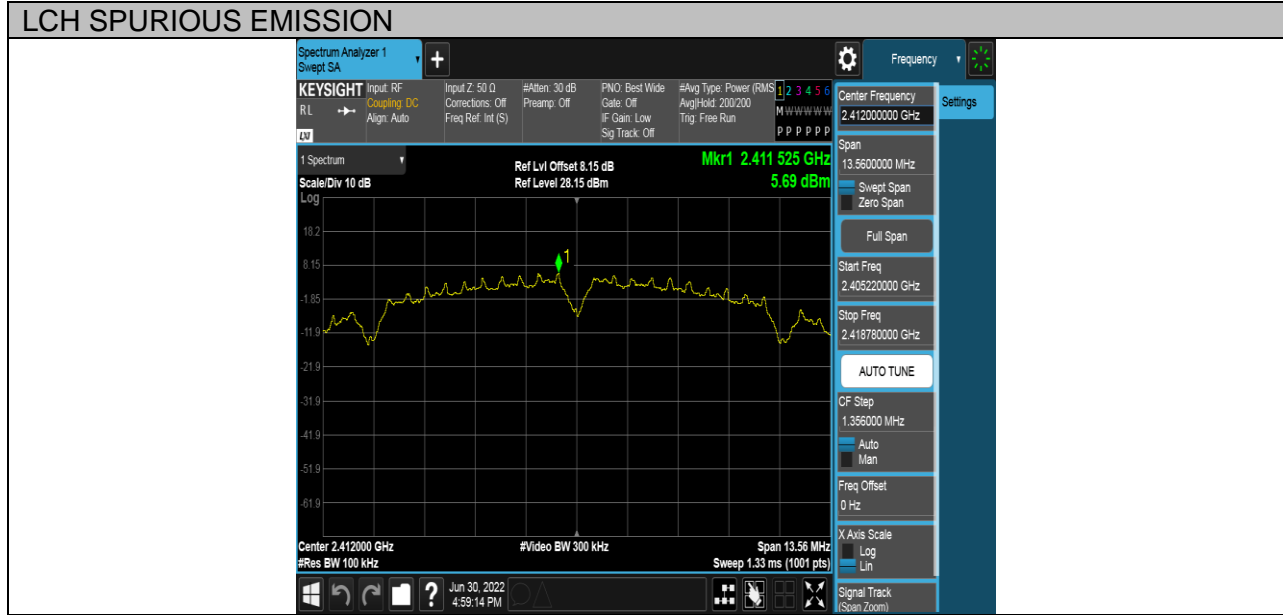 LCH SPURIOUS EMISSION
Spectrum Analyzer 1
Swept SA
+
Frequency
KEYSIGHT
RL
LXI
Input: RF
Coupling: DC
Align: Auto
Input Z: 50 Ω
Corrections: Off
Freq Ref: Int (S)
#Atten: 30 dB
Preamp: Off
PNO: Best Wide
Gate: Off
IF Gain: Low
Sig Track: Off
#Avg Type: Power (RMS
Avg|Hold: 200/200
Trig: Free Run
1 2 3 4 5 6
M W W W W W
P P P P P P
1 Spectrum
Scale/Div 10 dB
Log
Ref Lvl Offset 8.15 dB
Ref Level 28.15 dBm
Mkr1 2.411 525 GHz
5.69 dBm
18.2
8.15
-1.85
-11.9
-21.9
-31.9
-41.9
-51.9
-61.9
1
Center 2.412000 GHz
#Res BW 100 kHz
#Video BW 300 kHz
Span 13.56 MHz
Sweep 1.33 ms (1001 pts)
Center Frequency
2.412000000 GHz
Settings
Span
13.5600000 MHz
Swept Span
Zero Span
Full Span
Start Freq
2.405220000 GHz
Stop Freq
2.418780000 GHz
AUTO TUNE
CF Step
1.356000 MHz
Auto
Man
Freq Offset
0 Hz
X Axis Scale
Log
Lin
Signal Track
(Span Zoom)
?
Jun 30, 2022
4:59:14 PM